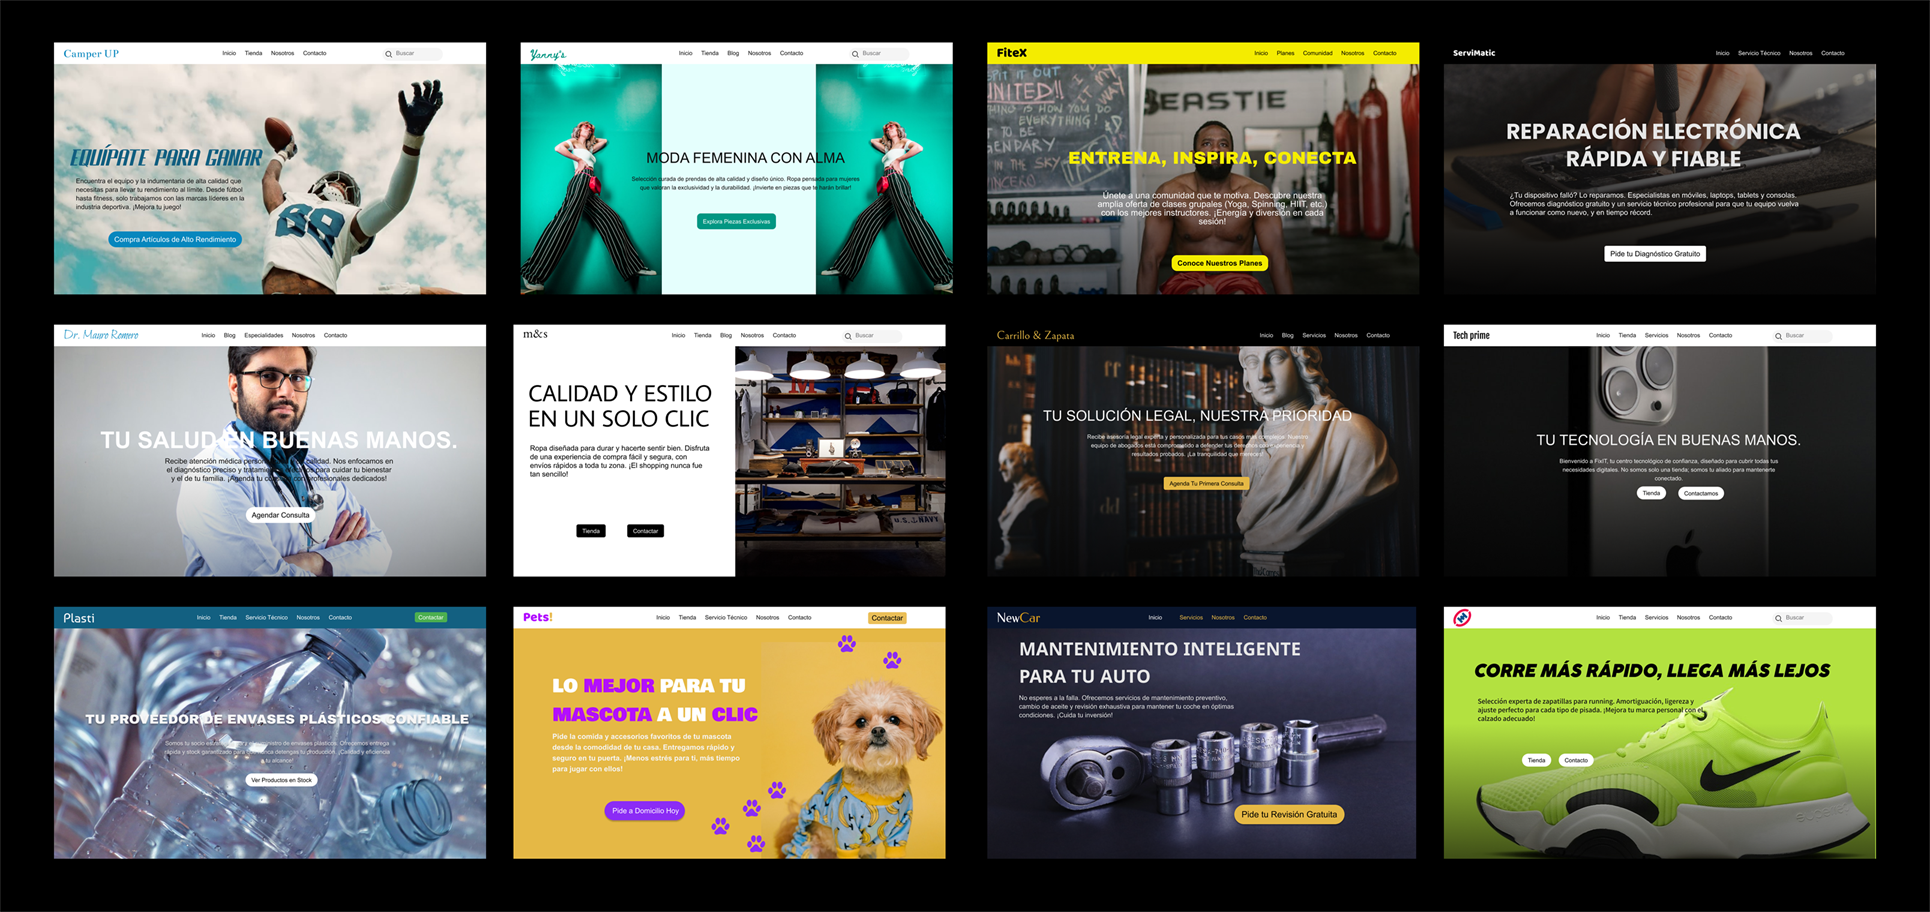 Camper UP
Inicio Tienda Nosotros Contacto Buscar
EQUÍPATE PARA GANAR
Encuentra el equipo y la indumentaria de alta calidad que
necesitas para llevar tu rendimiento al límite. Desde fútbol
hasta fitness, solo trabajamos con las marcas líderes en la
industria deportiva. ¡Mejora tu juego!
Compra Artículos de Alto Rendimiento
89
Yanny's
Inicio Tienda Blog Nosotros Contacto Buscar
MODA FEMENINA CON ALMA
Selección curada de prendas de alta calidad y diseño único. Ropa pensada para mujeres
que valoran la exclusividad y la durabilidad. ¡Invierte en piezas que te harán brillar!
Explora Piezas Exclusivas
FiteX
Inicio Planes Comunidad Nosotros Contacto
BEASTIE
ENTRENA, INSPIRA, CONECTA
Únete a una comunidad que te motiva. Descubre nuestra
amplia oferta de clases grupales (Yoga, Spinning, HIIT, etc.)
con los mejores instructores. ¡Energía y diversión en cada
sesión!
Conoce Nuestros Planes
ServiMatic
Inicio Servicio Técnico Nosotros Contacto
REPARACIÓN ELECTRÓNICA
RÁPIDA Y FIABLE
¿Tu dispositivo falló? Lo reparamos. Especialistas en móviles, laptops, tablets y consolas.
Ofrecemos diagnóstico gratuito y un servicio técnico profesional para que tu equipo vuelva
a funcionar como nuevo, y en tiempo récord.
Pide tu Diagnóstico Gratuito
Dr. Mauro Romero
Inicio Blog Especialidades Nosotros Contacto
TU SALUD EN BUENAS MANOS.
Recibe atención médica calidad. Nos enfocamos en
el diagnóstico preciso y para cuidar tu bienestar
y el de tu familia. ¡Agenda tu con profesionales dedicados!
Agendar Consulta
m&s
Inicio Tienda Blog Nosotros Contacto Buscar
CALIDAD Y ESTILO
EN UN SOLO CLIC
Ropa diseñada para durar y hacerte sentir bien. Disfruta
de una experiencia de compra fácil y segura, con
envíos rápidos a toda tu zona. ¡El shopping nunca fue
tan sencillo!
Tienda Contactar
U.S. NAVY
Carrillo & Zapata
Inicio Blog Servicios Nosotros Contacto
TU SOLUCIÓN LEGAL, NUESTRA PRIORIDAD
Recibe asesoría legal experta y personalizada para tus casos más complejos. Nuestro
equipo de abogados está comprometido a defender tus derechos con experiencia y
resultados probados. ¡La tranquilidad que mereces!
Agenda Tu Primera Consulta
Tech prime
Inicio Tienda Servicios Nosotros Contacto Buscar
TU TECNOLOGÍA EN BUENAS MANOS.
Bienvenido a FixIT, tu centro tecnológico de confianza, diseñado para cubrir todas tus
necesidades digitales. No somos solo una tienda; somos tu aliado para mantenerte
conectado.
Tienda Contactamos
Plasti
Inicio Tienda Servicio Técnico Nosotros Contacto Contactar
TU PROVEEDOR DE ENVASES PLÁSTICOS CONFIABLE
Somos tu socio en suministro de envases plásticos. Ofrecemos entrega
rápida y stock garantizado para que nunca detengas tu producción. ¡Calidad y eficiencia
a tu alcance!
Ver Productos en Stock
Pets!
Inicio Tienda Servicio Técnico Nosotros Contacto Contactar
LO MEJOR PARA TU
MASCOTA A UN CLIC
Pide la comida y accesorios favoritos de tu mascota
desde la comodidad de tu casa. Entregamos rápido y
seguro en tu puerta. ¡Menos estrés para ti, más tiempo
para jugar con ellos!
Pide a Domicilio Hoy
NewCar
Inicio Servicios Nosotros Contacto
MANTENIMIENTO INTELIGENTE
PARA TU AUTO
No esperes a la falla. Ofrecemos servicios de mantenimiento preventivo,
cambio de aceite y revisión exhaustiva para mantener tu coche en óptimas
condiciones. ¡Cuida tu inversión!
Pide tu Revisión Gratuita
Inicio Tienda Servicios Nosotros Contacto Buscar
CORRE MÁS RÁPIDO, LLEGA MÁS LEJOS
Selección experta de zapatillas para running. Amortiguación, ligereza y
ajuste perfecto para cada tipo de pisada. ¡Mejora tu marca personal con el
calzado adecuado!
Tienda Contacto